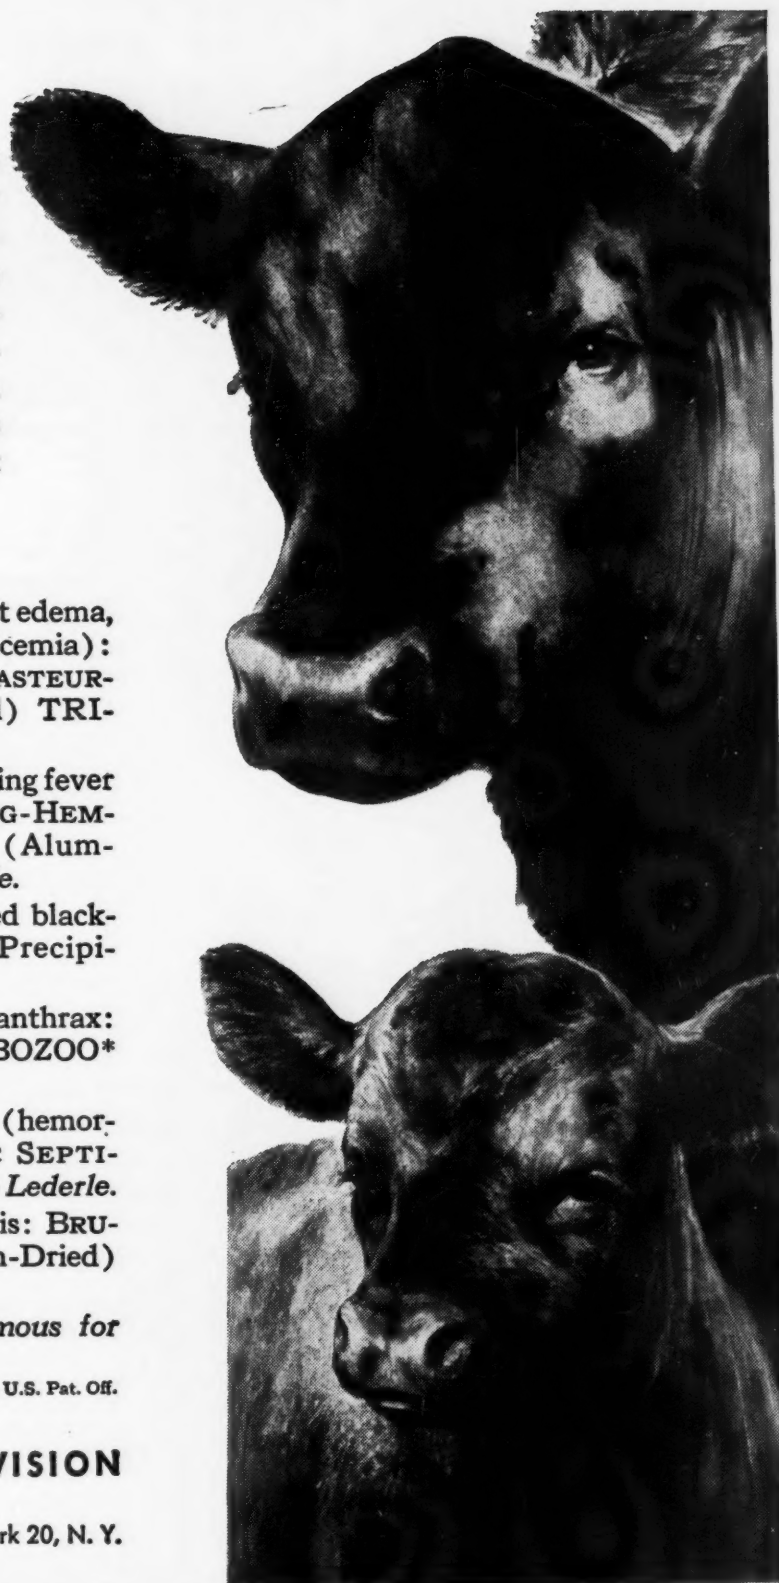 t edema,
cemia):
ASTEUR-
) TRI-
ing fever
G-HEM-
(Alum-
e.
ed black-
Precipi-
anthrax:
BOZOO*
(hemor-
: SEPTI-
Lederle.
is: BRU-
n-Dried)
nous for
U.S. Pat. Off.
VISION
rk 20, N. Y.